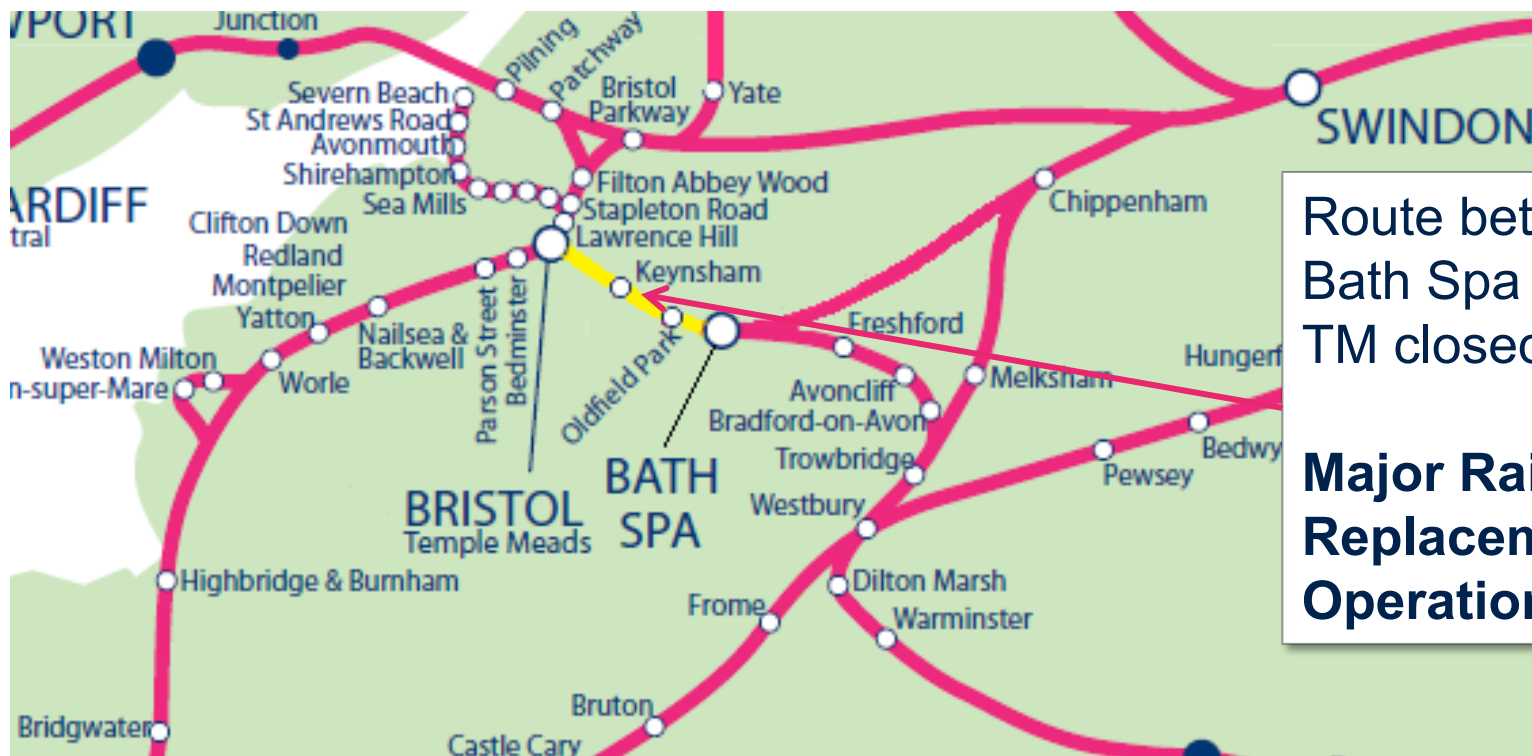 Junction
Pilning
Patchway
Severn Beach
St Andrews Road
Avonmouth
Shirehampton
Sea Mills
Bristol
Parkway
Yate
SWINDON
Filton Abbey Wood
Stapleton Road
Lawrence Hill
Clifton Down
Redland
Montpelier
Chippenham
Keynsham
Yatton
Nailsea &
Backwell
Parson Street
Bedminster
Oldfield Park
Freshford
Weston Milton
n-super-Mare
Worle
Avoncliff
Bradford-on-Avon
Melksham
Hungerf
Bedwy
Pewsey
Trowbridge
Westbury
BRISTOL
Temple Meads
BATH
SPA
ARDIFF
tral
WPORT
Highbridge & Burnham
Dilton Marsh
Frome
Warminster
Bruton
Bridgwater
Castle Cary
Route bet
Bath Spa
TM closed
Major Rai
Replacen
Operation